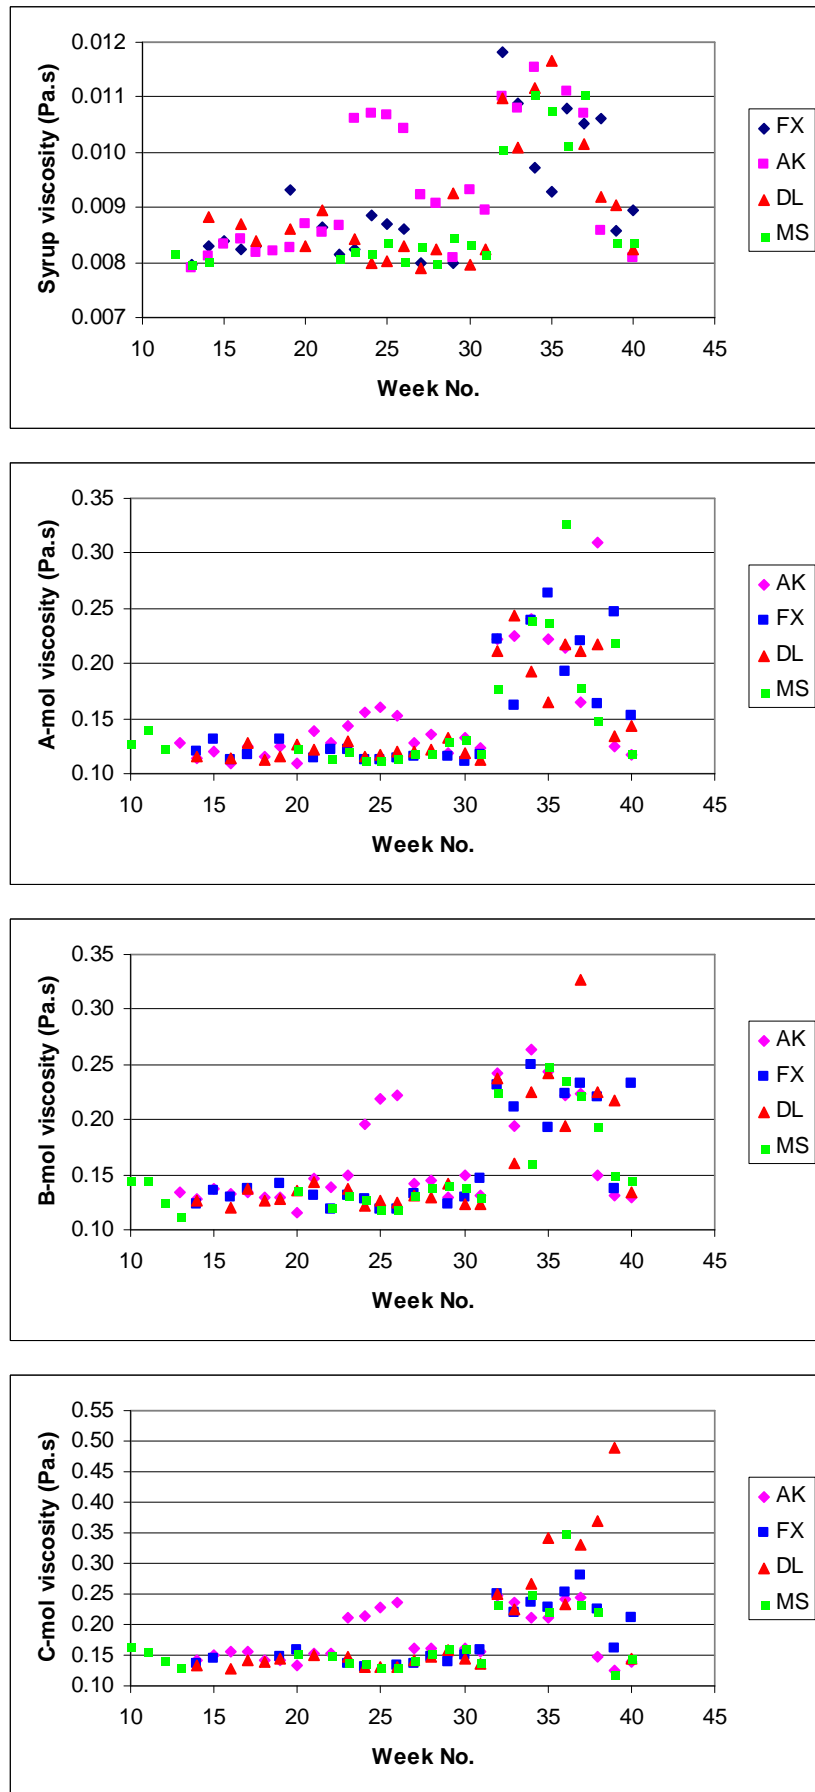 0.012
0.011
0.010
0.009
0.008
0.007
Syrup viscosity (Pa.s)
10 15 20 25 30 35 40 45
Week No.
FX
AK
DL
MS
0.35
0.30
0.25
0.20
0.15
0.10
A-mol viscosity (Pa.s)
10 15 20 25 30 35 40 45
Week No.
AK
FX
DL
MS
0.35
0.30
0.25
0.20
0.15
0.10
B-mol viscosity (Pa.s)
10 15 20 25 30 35 40 45
Week No.
AK
FX
DL
MS
0.55
0.50
0.45
0.40
0.35
0.30
0.25
0.20
0.15
0.10
C-mol viscosity (Pa.s)
10 15 20 25 30 35 40 45
Week No.
AK
FX
DL
MS